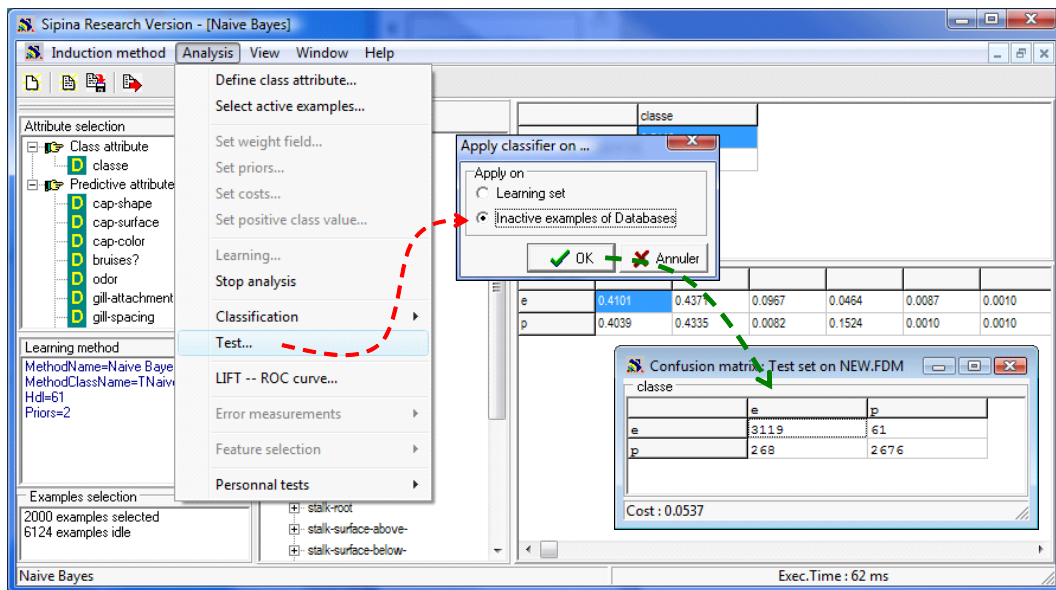 Sipina Research Version - [Naive Bayes]
Induction method Analysis View Window Help
Define class attribute...
Select active examples...
Set weight field...
Set priors...
Set costs...
Set positive class value...
Learning...
Stop analysis
Classification
Test...
LIFT -- ROC curve...
Error measurements
Feature selection
Personnal tests
Attribute selection
Class attribute
D classe
Predictive attribute
D cap-shape
D cap-surface
D cap-color
D bruises?
D odor
D gill-attachment
D gill-spacing
Learning method
MethodName=Naive Baye
MethodClassName=TNaive
Hdl=61
Priors=2
Examples selection
2000 examples selected
6124 examples idle
stalk-root
stalk-surface-above-
stalk-surface-below-
classe
Apply classifier on ...
Apply on
Learning set
Inactive examples of Databases
OK Annuler
e 0.4101 0.4371 0.0967 0.0464 0.0087 0.0010
p 0.4039 0.4335 0.0082 0.1524 0.0010 0.0010
Confusion matrix : Test set on NEW.FDM
classe
e p
e 3119 61
p 268 2676
Cost : 0.0537
Naive Bayes Exec.Time : 62 ms